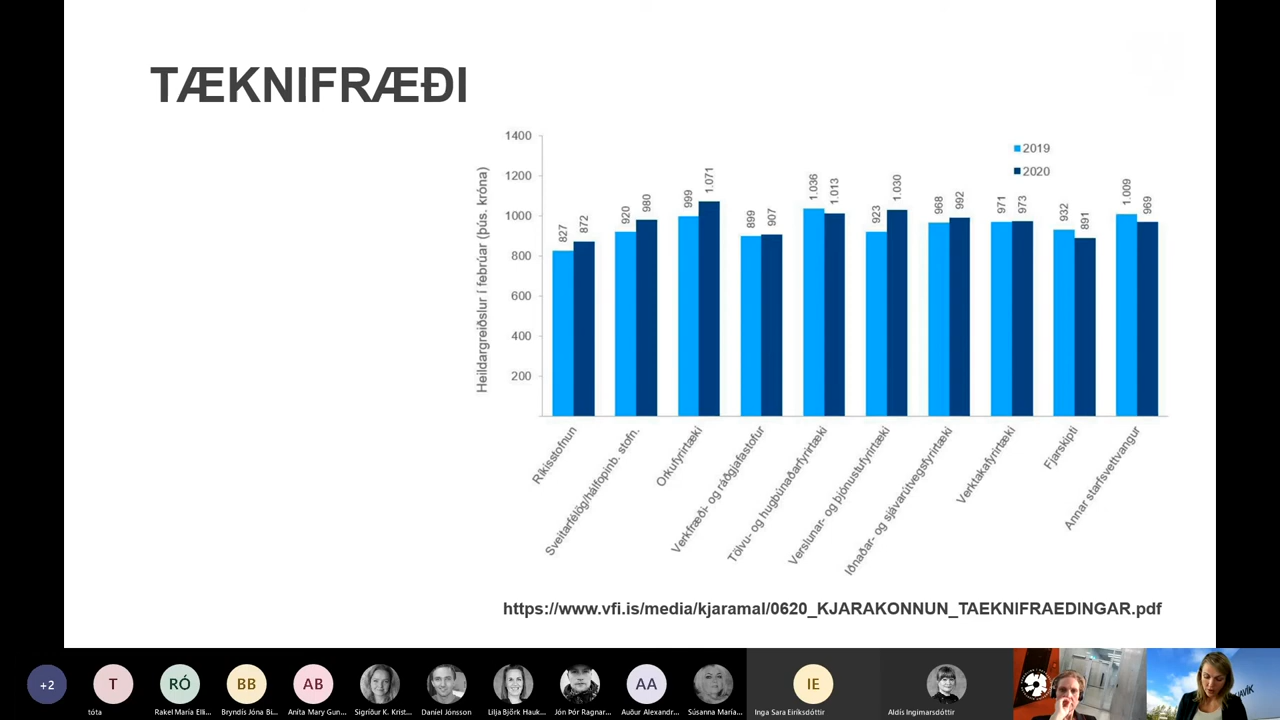 TÆKNIFRÆÐI
Heildargreiðslur í febrúar (þús. króna)
1400
1200
1000
800
600
400
200
2019
2020
827
872
920
980
999
1.071
899
907
1.036
1.013
923
1.030
968
992
971
973
932
891
1.009
969
Ríkisstofnun
Sveitarfélög/hálfopinb. stofn.
Orkufyrirtæki
Verkfræði- og ráðgjafastofur
Tölvu- og hugbúnaðarfyrirtæki
Verslunar- og þjónustufyrirtæki
Iðnaðar- og sjávarútvegsfyrirtæki
Verktakafyrirtæki
Fjarskipti
Annar starfsvettvangur
https://www.vfi.is/media/kjaramal/0620_KJARAKONNUN_TAEKNIFRAEDINGAR.pdf
+2
T
RÓ
BB
AB
AA
IE
tóta
Rakel María Elli...
Bryndís Jóna Bi...
Anita Mary Gun...
Sigríður K. Krist...
Daníel Jónsson
Lilja Björk Hauk...
Jón Þór Ragnar...
Auður Alexandr...
Súsanna María...
Inga Sara Eiríksdóttir
Aldís Ingimarsdóttir